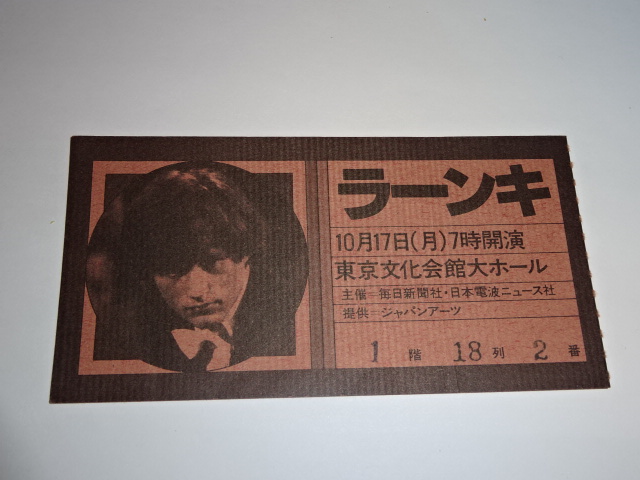 ラーンキ
10月17日(月)7時開演
東京文化会館大ホール
主催─毎日新聞社・日本電波ニュース社
提供─ジャパンアーツ
1階 18列 2番